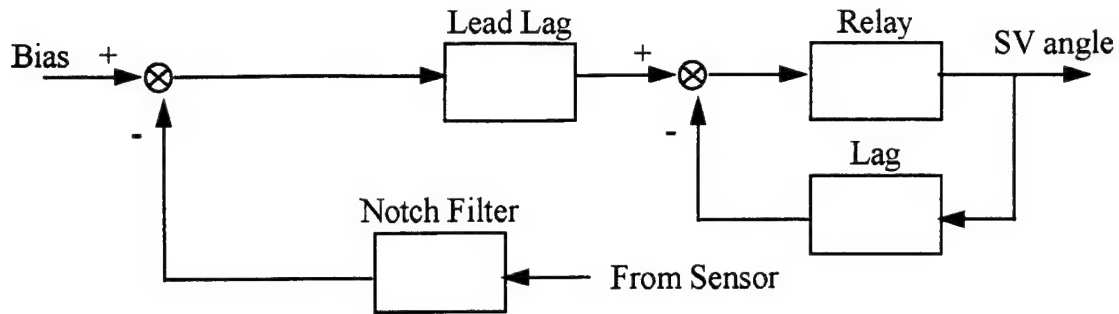 Lead Lag
Relay
SV angle
Bias
+
+
-
-
Lag
Notch Filter
From Sensor